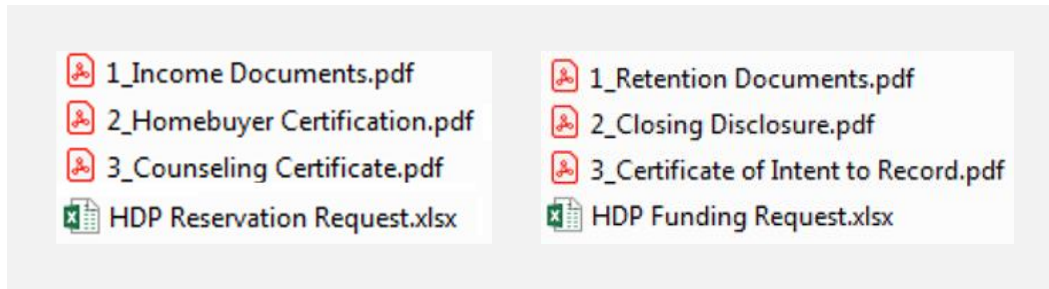 1_Income Documents.pdf
2_Homebuyer Certification.pdf
3_Counseling Certificate.pdf
HDP Reservation Request.xlsx
1_Retention Documents.pdf
2_Closing Disclosure.pdf
3_Certificate of Intent to Record.pdf
HDP Funding Request.xlsx